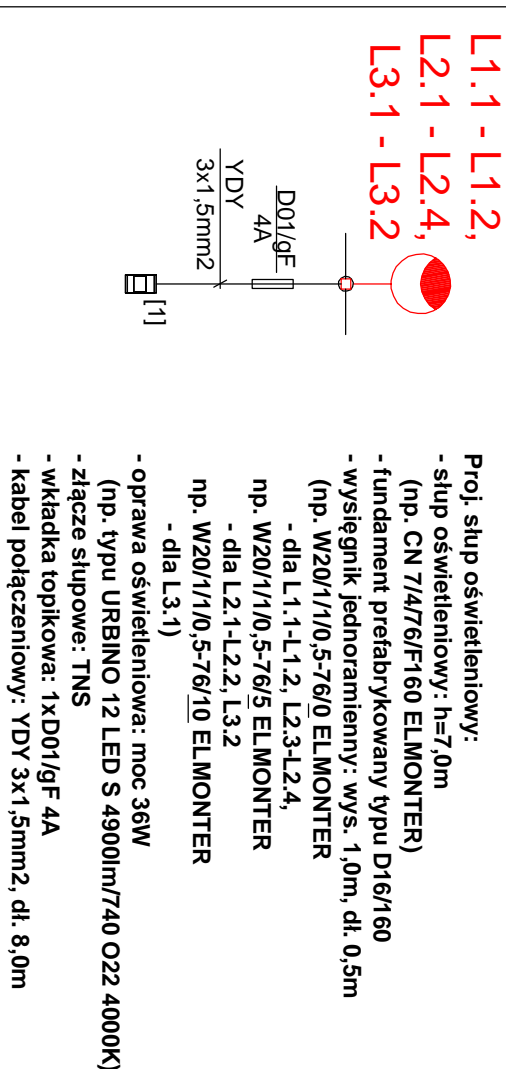 L1.1 - L1.2,
L2.1 - L2.4,
L3.1 - L3.2
D01/gF
4A
YDY
3x1,5mm2
[1]
Proj. słup oświetleniowy:
- słup oświetleniowy: h=7,0m
(np. CN 7/4/76/F160 ELMONTER)
- fundament prefabrykowany typu D16/160
- wysięgnik jednoramienny: wys. 1,0m, dł. 0,5m
(np. W20/1/1/0,5-76/0 ELMONTER
- dla L1.1-L1.2, L2.3-L2.4,
np. W20/1/1/0,5-76/5 ELMONTER
- dla L2.1-L2.2, L3.2
np. W20/1/1/0,5-76/10 ELMONTER
- dla L3.1)
- oprawa oświetleniowa: moc 36W
(np. typu URBINO 12 LED S 4900lm/740 O22 4000K)
- złącze słupowe: TNS
- wkładka topikowa: 1xD01/gF 4A
- kabel połączeniowy: YDY 3x1,5mm2, dł. 8,0m